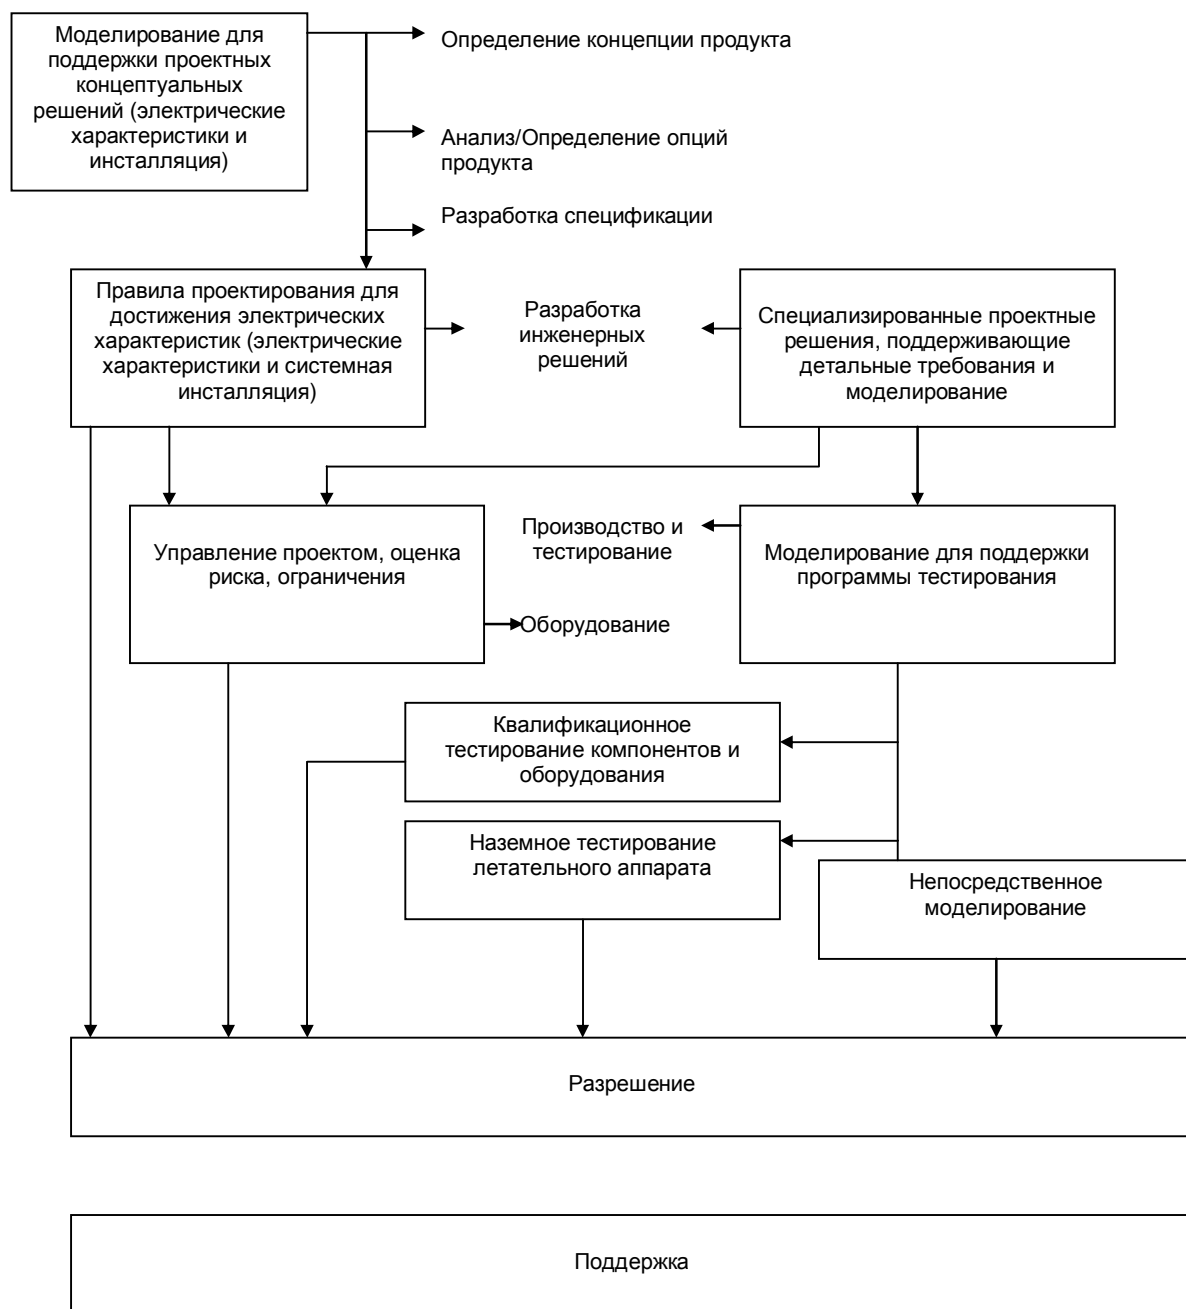 Моделирование для
поддержки проектных
концептуальных
решений (электрические
характеристики и
инсталляция)
Определение концепции продукта
Анализ/Определение опций
продукта
Разработка спецификации
Правила проектирования для
достижения электрических
характеристик (электрические
характеристики и системная
инсталляция)
Разработка
инженерных
решений
Специализированные проектные
решения, поддерживающие
детальные требования и
моделирование
Управление проектом, оценка
риска, ограничения
Производство и
тестирование
Оборудование
Моделирование для поддержки
программы тестирования
Квалификационное
тестирование компонентов и
оборудования
Наземное тестирование
летательного аппарата
Непосредственное
моделирование
Разрешение
Поддержка